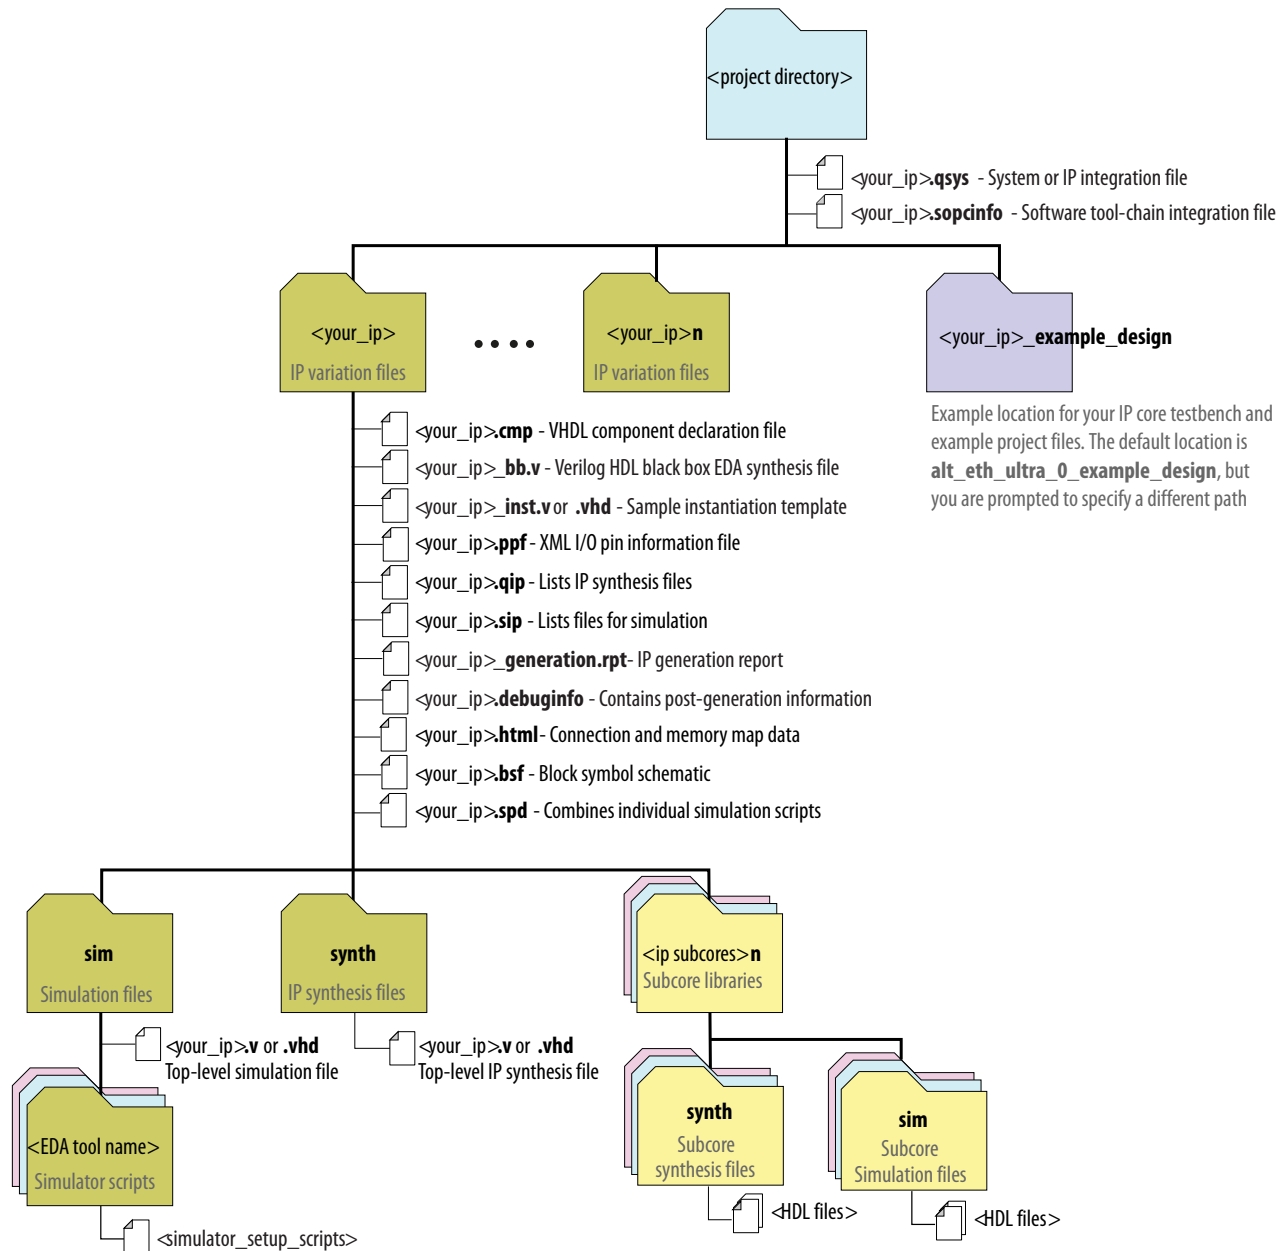 <project directory>
<your_ip>.qsys - System or IP integration file
<your_ip>.sopcinfo - Software tool-chain integration file
<your_ip>
IP variation files
<your_ip>n
IP variation files
<your_ip>_example_design
Example location for your IP core testbench and
example project files. The default location is
alt_eth_ultra_0_example_design, but
you are prompted to specify a different path
<your_ip>.cmp - VHDL component declaration file
<your_ip>_bb.v - Verilog HDL black box EDA synthesis file
<your_ip>_inst.v or .vhd - Sample instantiation template
<your_ip>.ppf - XML I/O pin information file
<your_ip>.qip - Lists IP synthesis files
<your_ip>.sip - Lists files for simulation
<your_ip>_generation.rpt- IP generation report
<your_ip>.debuginfo - Contains post-generation information
<your_ip>.html- Connection and memory map data
<your_ip>.bsf - Block symbol schematic
<your_ip>.spd - Combines individual simulation scripts
sim
Simulation files
synth
IP synthesis files
<ip subcores>n
Subcore libraries
<your_ip>.v or .vhd
Top-level simulation file
<your_ip>.v or .vhd
Top-level IP synthesis file
<EDA tool name>
Simulator scripts
synth
Subcore
synthesis files
sim
Subcore
Simulation files
<HDL files>
<HDL files>
<simulator_setup_scripts>